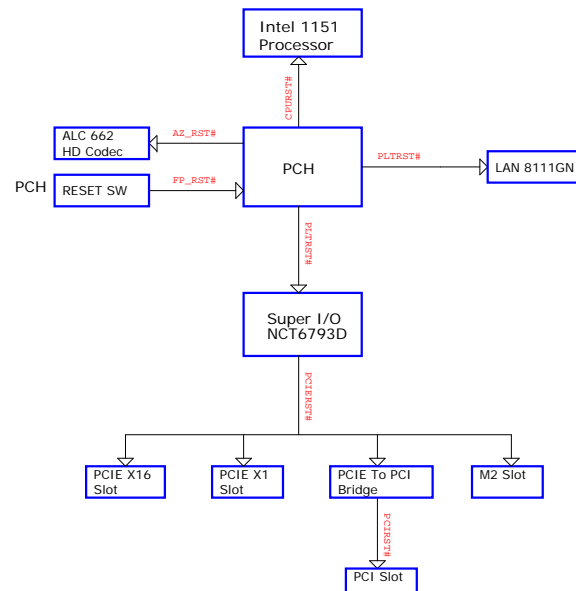 Intel 1151
Processor
CPURST#
ALC 662
HD Codec
AZ_RST#
PCH
PLTRST#
LAN 8111GN
PCH
RESET SW
FP_RST#
PLTRST#
Super I/O
NCT6793D
PCIERST#
PCIE X16
Slot
PCIE X1
Slot
PCIE To PCI
Bridge
M2 Slot
PCIRST#
PCI Slot